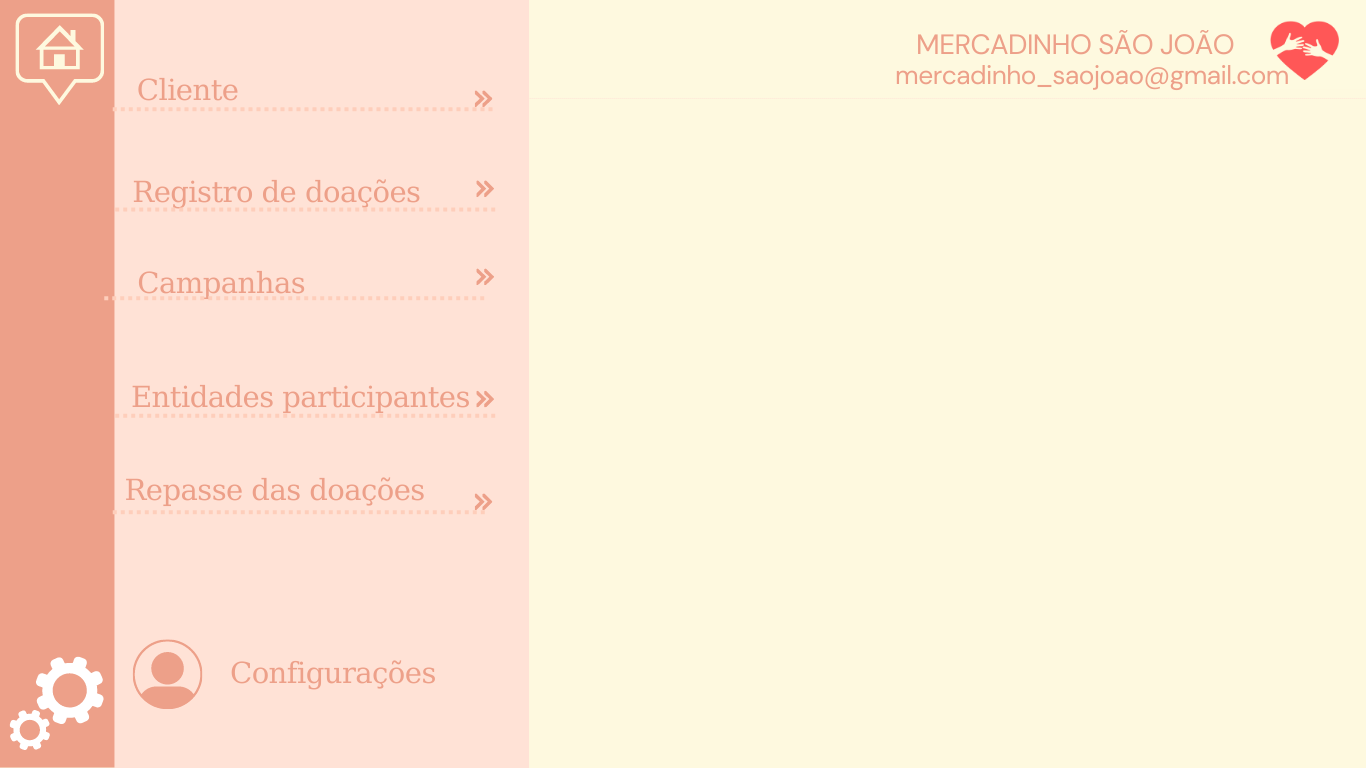 MERCADINHO SÃO JOÃO
mercadinho_saojoao@gmail.com
Cliente »
Registro de doações »
Campanhas »
Entidades participantes »
Repasse das doações »
Configurações